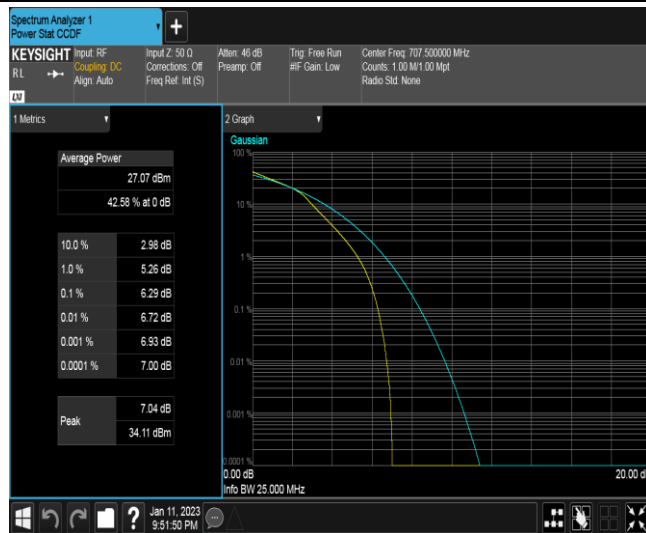 Spectrum Analyzer 1
Power Stat CCDF
+
KEYSIGHT
RL
LXI
Input: RF
Coupling: DC
Align: Auto
Input Z: 50 Ω
Corrections: Off
Freq Ref: Int (S)
Atten: 46 dB
Preamp: Off
Trig: Free Run
#IF Gain: Low
Center Freq: 707.500000 MHz
Counts: 1.00 M/1.00 Mpt
Radio Std: None
1 Metrics
Average Power
27.07 dBm
42.58 % at 0 dB
10.0 % 2.98 dB
1.0 % 5.26 dB
0.1 % 6.29 dB
0.01 % 6.72 dB
0.001 % 6.93 dB
0.0001 % 7.00 dB
Peak
7.04 dB
34.11 dBm
2 Graph
Gaussian
100 %
10 %
1 %
0.1 %
0.01 %
0.001 %
0.0001 %
0.00 dB
20.00 d
Info BW 25.000 MHz
?
Jan 11, 2023
9:51:50 PM